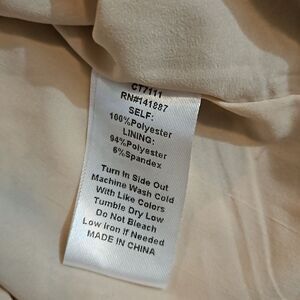 CT7111
RN#141887
SELF:
100%Polyester
LINING:
94%Polyester
6%Spandex
Turn In Side Out
Machine Wash Cold
With Like Colors
Tumble Dry Low
Do Not Bleach
Low Iron if Needed
MADE IN CHINA